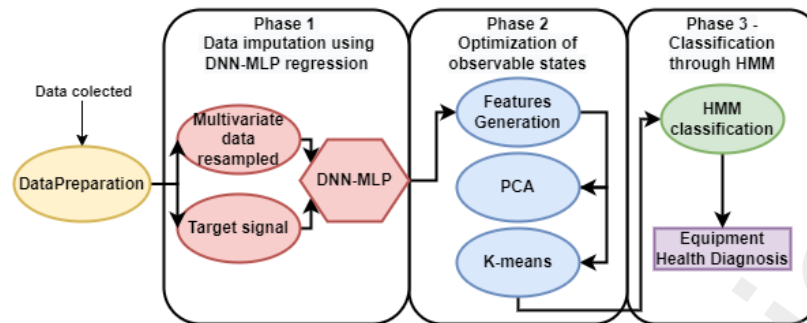 Phase 1
Data imputation using
DNN-MLP regression
Phase 2
Optimization of
observable states
Phase 3 -
Classification
through HMM
Data colected
DataPreparation
Multivariate
data
resampled
Target signal
DNN-MLP
Features
Generation
PCA
K-means
HMM
classification
Equipment
Health Diagnosis